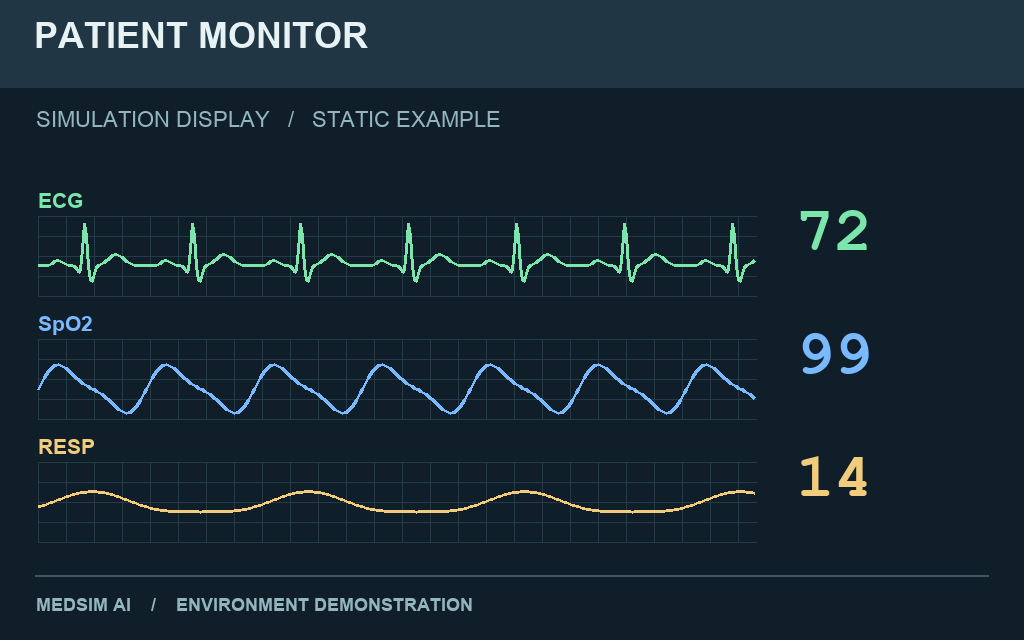 PATIENT MONITOR
SIMULATION DISPLAY / STATIC EXAMPLE
ECG
72
SpO2
99
RESP
14
MEDSIM AI / ENVIRONMENT DEMONSTRATION